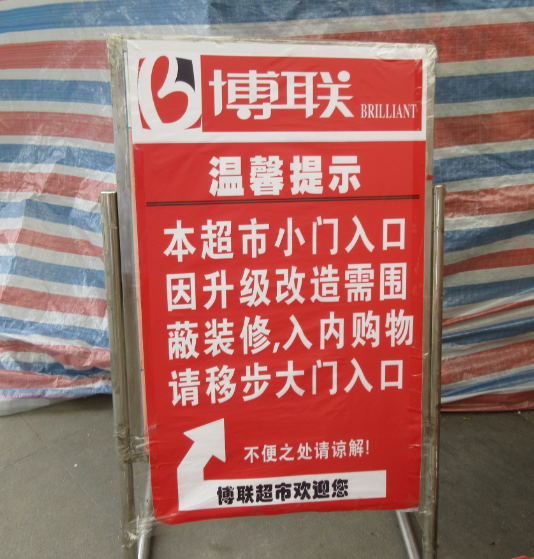 博联
BRILLIANT
温馨提示
本超市小门入口
因升级改造需围
蔽装修,入内购物
请移步大门入口
不便之处请谅解!
博联超市欢迎您